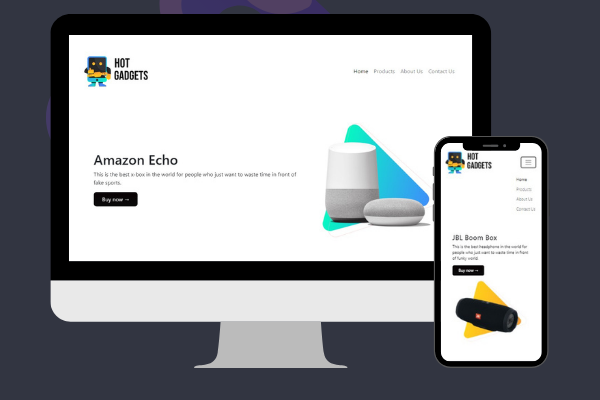 HOT
GADGETS
Home Products About Us Contact Us
Amazon Echo
This is the best x-box in the world for people who just want to waste time in front of
fake sports.
Buy now →
HOT
GADGETS
Home
Products
About Us
Contact Us
JBL Boom Box
This is the best headphone in the world for
people who just want to waste time in front
of funky world.
Buy now →
JBL